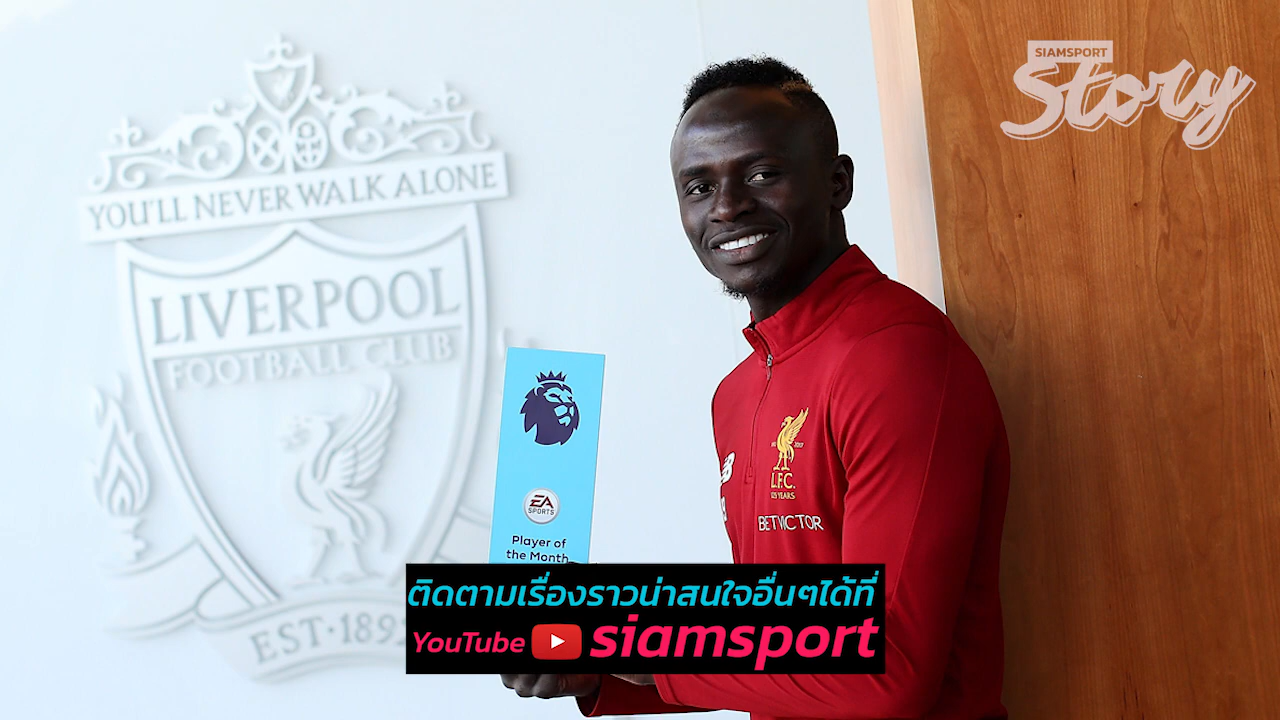 SIAMSPORT
Story
YOU'LL NEVER WALK ALONE
LIVERPOOL
FOOTBALL CLUB
EST·189
EA
SPORTS
Player of
the Month
L.F.C.
125 YEARS
BETVICTOR
ติดตามเรื่องราวน่าสนใจอื่นๆได้ที่
YouTube siamsport